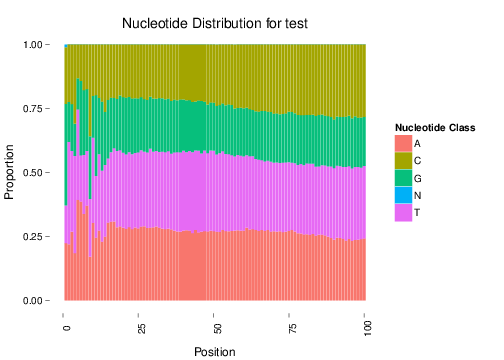 Nucleotide Distribution for test
Proportion
1.00
0.75
0.50
0.25
0.00
0
25
50
75
100
Position
Nucleotide Class
A
C
G
N
T